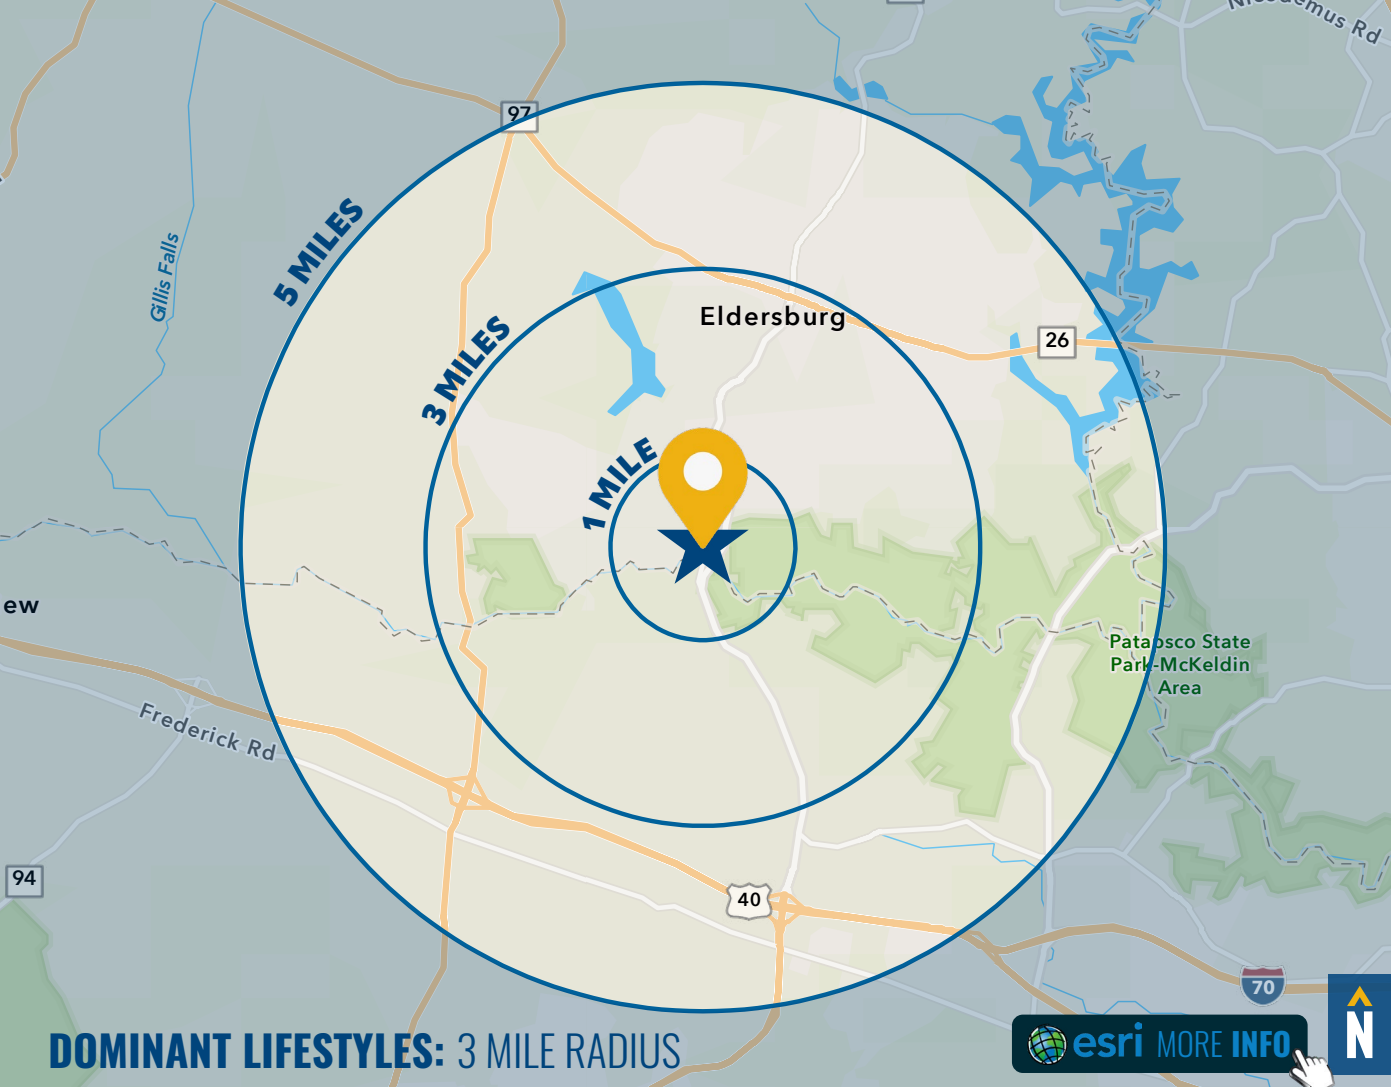 Nicodemus Rd
97
5 MILES
Gillis Falls
3 MILES
Eldersburg
26
1 MILE
ew
Patapsco State
Park-McKeldin
Area
Frederick Rd
94
40
70
N
DOMINANT LIFESTYLES: 3 MILE RADIUS
esri MORE INFO